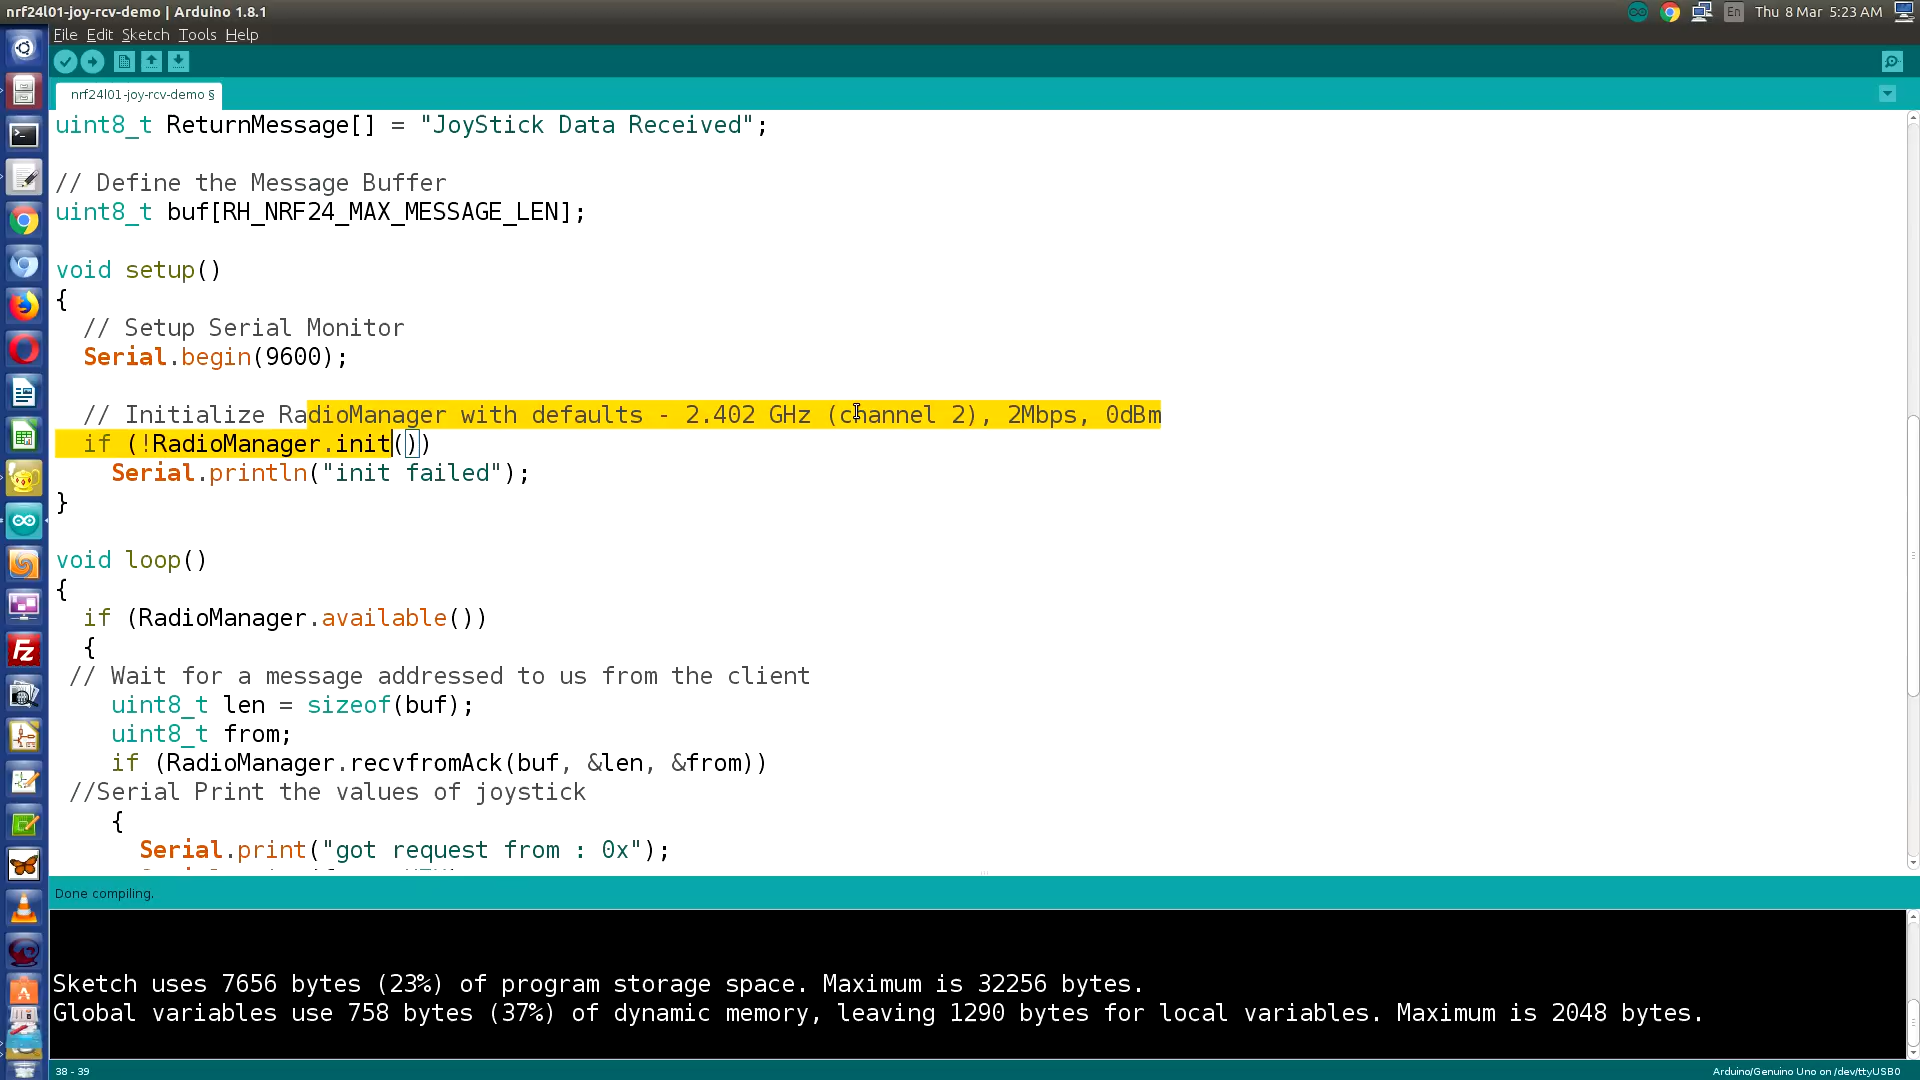 nrf24l01-joy-rcv-demo | Arduino 1.8.1
En
Thu 8 Mar 5:23 AM
File Edit Sketch Tools Help
nrf24l01-joy-rcv-demo §
uint8_t ReturnMessage[] = "JoyStick Data Received";
// Define the Message Buffer
uint8_t buf[RH_NRF24_MAX_MESSAGE_LEN];
void setup()
{
// Setup Serial Monitor
Serial.begin(9600);
// Initialize RadioManager with defaults - 2.402 GHz (channel 2), 2Mbps, 0dBm
if (!RadioManager.init())
Serial.println("init failed");
}
void loop()
{
if (RadioManager.available())
{
// Wait for a message addressed to us from the client
uint8_t len = sizeof(buf);
uint8_t from;
if (RadioManager.recvfromAck(buf, &len, &from))
//Serial Print the values of joystick
{
Serial.print("got request from : 0x");
Done compiling.
Sketch uses 7656 bytes (23%) of program storage space. Maximum is 32256 bytes.
Global variables use 758 bytes (37%) of dynamic memory, leaving 1290 bytes for local variables. Maximum is 2048 bytes.
38 - 39
Arduino/Genuino Uno on /dev/ttyUSB0